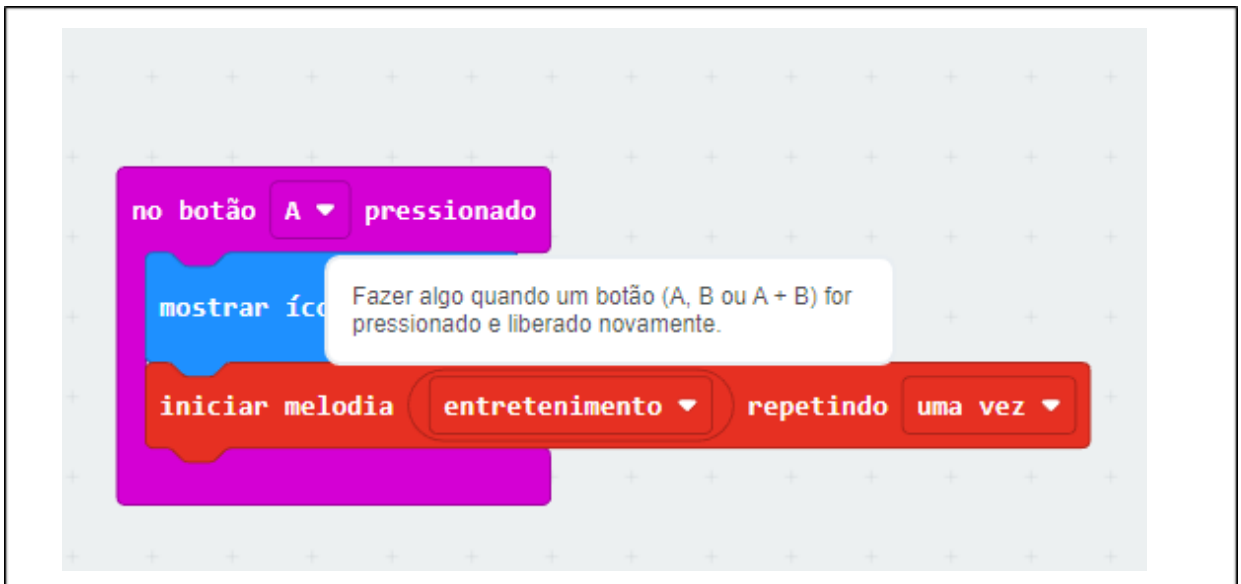 no botão A pressionado
mostrar íco
Fazer algo quando um botão (A, B ou A + B) for
pressionado e liberado novamente.
iniciar melodia entretenimento repetindo uma vez